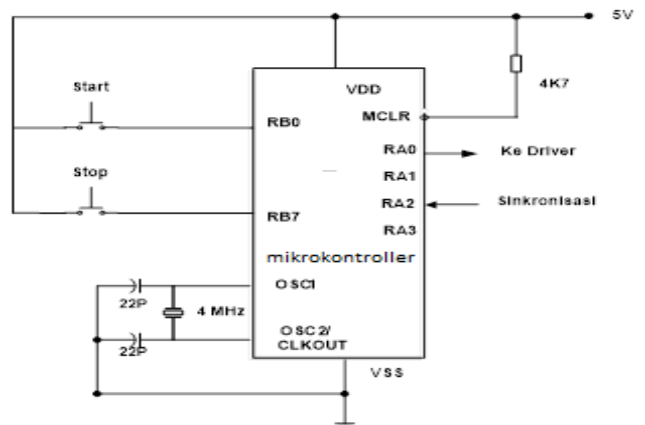 5V
Start
VDD
4K7
MCLR
RB0
RA0
Ke Driver
RA1
Stop
RA2
Sinkronisasi
RB7
RA3
mikrokontroller
OSC1
22P
4 MHz
OSC2/
CLKOUT
22P
VSS